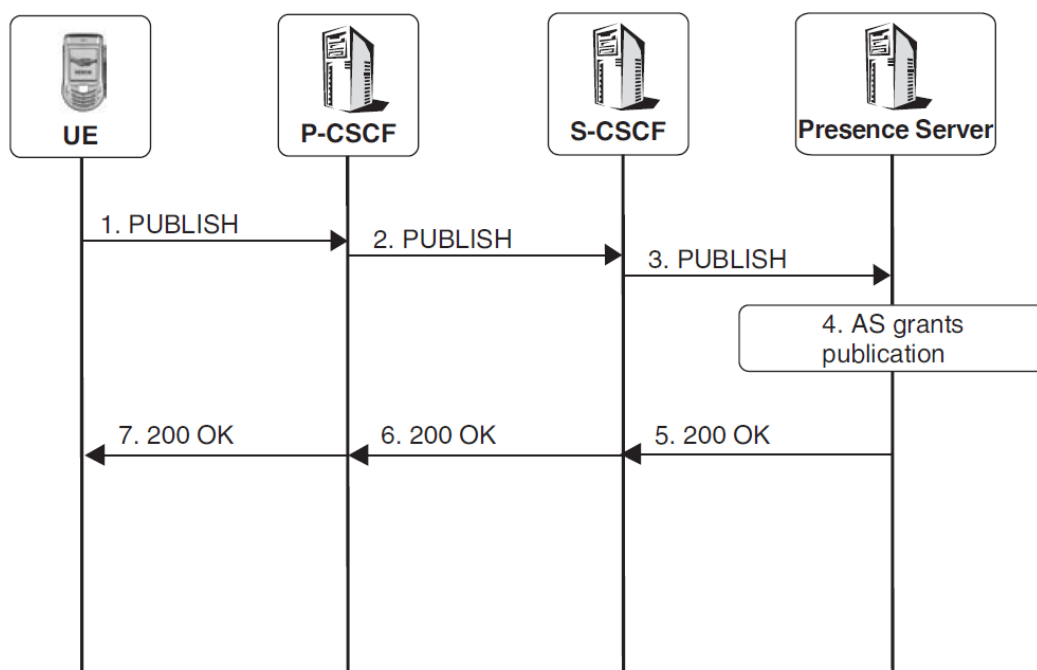 UE
P-CSCF
S-CSCF
Presence Server
1. PUBLISH
2. PUBLISH
3. PUBLISH
4. AS grants
publication
7. 200 OK
6. 200 OK
5. 200 OK